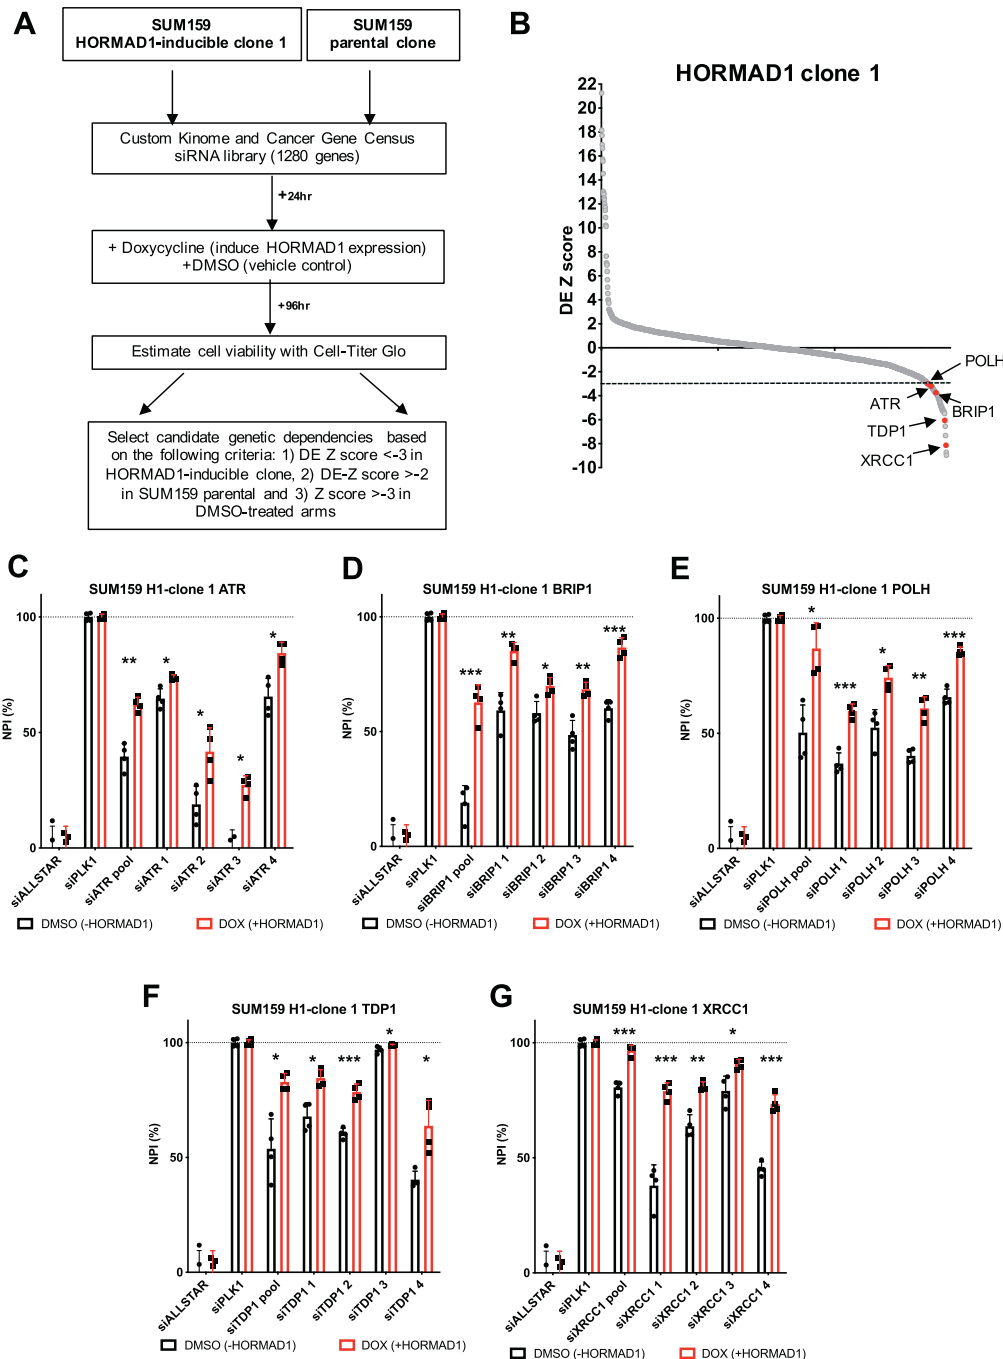 A
SUM159
HORMAD1-inducible clone 1
SUM159
parental clone
Custom Kinome and Cancer Gene Census
siRNA library (1280 genes)
+24hr
+ Doxycycline (induce HORMAD1 expression)
+DMSO (vehicle control)
+96hr
Estimate cell viability with Cell-Titer Glo
Select candidate genetic dependencies based
on the following criteria: 1) DE Z score <-3 in
HORMAD1-inducible clone, 2) DE-Z score >-2
in SUM159 parental and 3) Z score >-3 in
DMSO-treated arms
B
HORMAD1 clone 1
DE Z score
22
20
18
16
14
12
10
8
6
4
2
0
-2
-4
-6
-8
-10
POLH
ATR
BRIP1
TDP1
XRCC1
C
SUM159 H1-clone 1 ATR
NPI (%)
100
50
0
** * * * *
siALLSTAR
siPLK1
siATR pool
siATR 1
siATR 2
siATR 3
siATR 4
DMSO (-HORMAD1)
DOX (+HORMAD1)
D
SUM159 H1-clone 1 BRIP1
NPI (%)
100
50
0
*** ** * ** ***
siALLSTAR
siPLK1
siBRIP1 pool
siBRIP1 1
siBRIP1 2
siBRIP1 3
siBRIP1 4
DMSO (-HORMAD1)
DOX (+HORMAD1)
E
SUM159 H1-clone 1 POLH
NPI (%)
100
50
0
* *** * ** ***
siALLSTAR
siPLK1
siPOLH pool
siPOLH 1
siPOLH 2
siPOLH 3
siPOLH 4
DMSO (-HORMAD1)
DOX (+HORMAD1)
F
SUM159 H1-clone 1 TDP1
NPI (%)
100
50
0
* * *** * *
siALLSTAR
siPLK1
siTDP1 pool
siTDP1 1
siTDP1 2
siTDP1 3
siTDP1 4
DMSO (-HORMAD1)
DOX (+HORMAD1)
G
SUM159 H1-clone 1 XRCC1
NPI (%)
100
50
0
*** *** ** * ***
siALLSTAR
siPLK1
siXRCC1 pool
siXRCC1 1
siXRCC1 2
siXRCC1 3
siXRCC1 4
DMSO (-HORMAD1)
DOX (+HORMAD1)